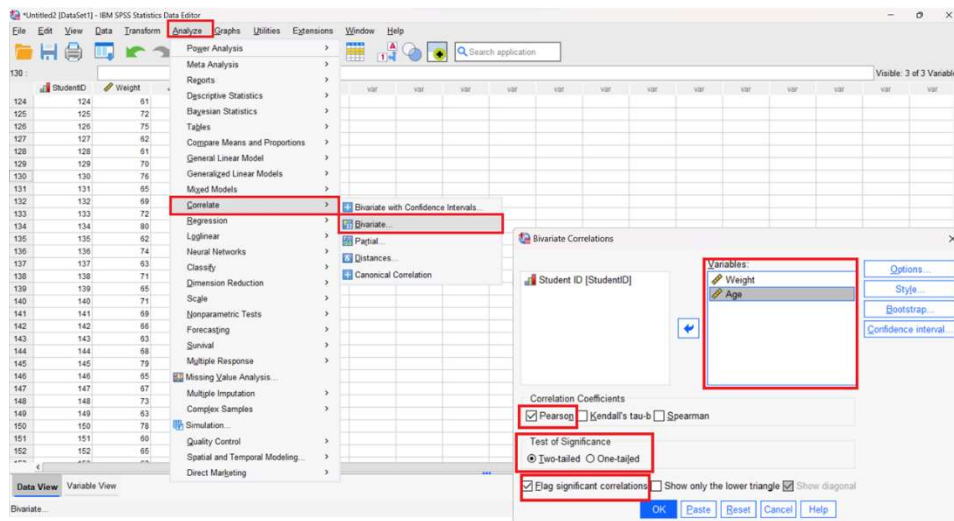 *Untitled2 [DataSet1] - IBM SPSS Statistics Data Editor
File Edit View Data Transform Analyze Graphs Utilities Extensions Window Help
Search application
130 :
Visible: 3 of 3 Variable
StudentID Weight var var var var var var var var var var var var
124 124 61
125 125 72
126 126 75
127 127 62
128 128 61
129 129 70
130 130 76
131 131 65
132 132 69
133 133 72
134 134 80
135 135 62
136 136 74
137 137 63
138 138 71
139 139 65
140 140 71
141 141 69
142 142 66
143 143 63
144 144 68
145 145 79
146 146 65
147 147 67
148 148 73
149 149 63
150 150 78
151 151 60
152 152 65
Power Analysis
Meta Analysis
Reports
Descriptive Statistics
Bayesian Statistics
Tables
Compare Means and Proportions
General Linear Model
Generalized Linear Models
Mixed Models
Correlate
Regression
Loglinear
Neural Networks
Classify
Dimension Reduction
Scale
Nonparametric Tests
Forecasting
Survival
Multiple Response
Missing Value Analysis...
Multiple Imputation
Complex Samples
Simulation...
Quality Control
Spatial and Temporal Modeling...
Direct Marketing
Bivariate with Confidence Intervals...
Bivariate...
Partial...
Distances...
Canonical Correlation
Bivariate Correlations
Variables:
Student ID [StudentID]
Weight
Age
Options...
Style...
Bootstrap...
Confidence interval...
Correlation Coefficients
Pearson Kendall's tau-b Spearman
Test of Significance
Two-tailed One-tailed
Flag significant correlations Show only the lower triangle Show diagonal
OK Paste Reset Cancel Help
Data View Variable View
Bivariate...